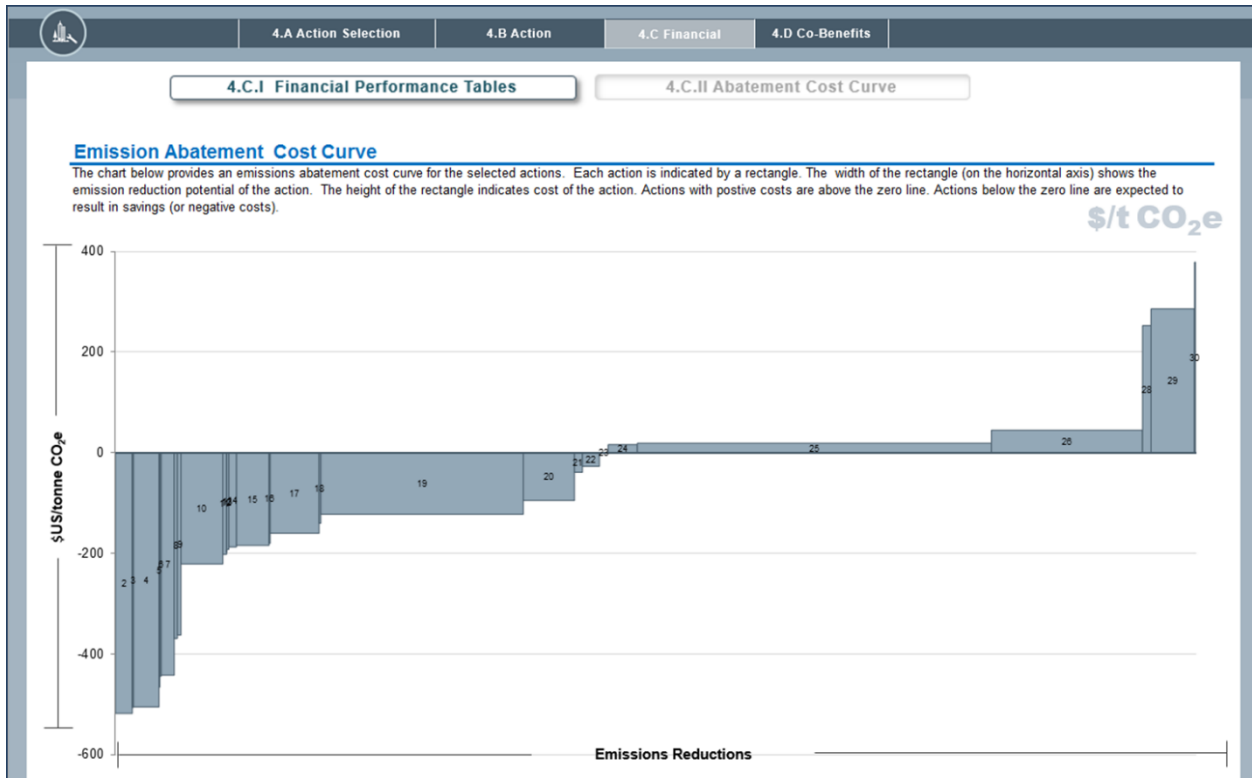 4.A Action Selection 4.B Action 4.C Financial 4.D Co-Benefits
4.C.I Financial Performance Tables 4.C.II Abatement Cost Curve
Emission Abatement Cost Curve
The chart below provides an emissions abatement cost curve for the selected actions. Each action is indicated by a rectangle. The width of the rectangle (on the horizontal axis) shows the
emission reduction potential of the action. The height of the rectangle indicates cost of the action. Actions with postive costs are above the zero line. Actions below the zero line are expected to
result in savings (or negative costs).
$/t CO₂e
400
200
0
-200
-400
-600
$US/tonne CO₂e
2 3 4 7 9 10 14 15 16 17 18 19 20 21 22 23 24 25 26 28 29 30
Emissions Reductions